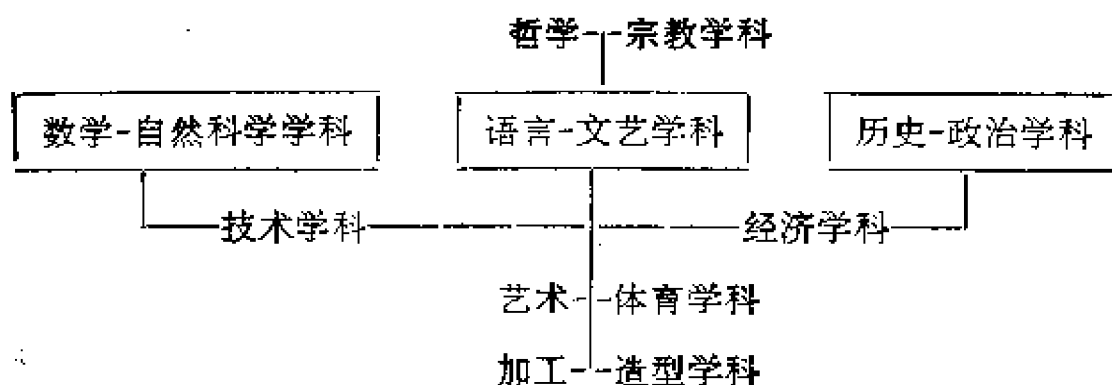 哲学--宗教学科
数学-自然科学学科 语言-文艺学科 历史-政治学科
技术学科 经济学科
艺术--体育学科
加工--造型学科